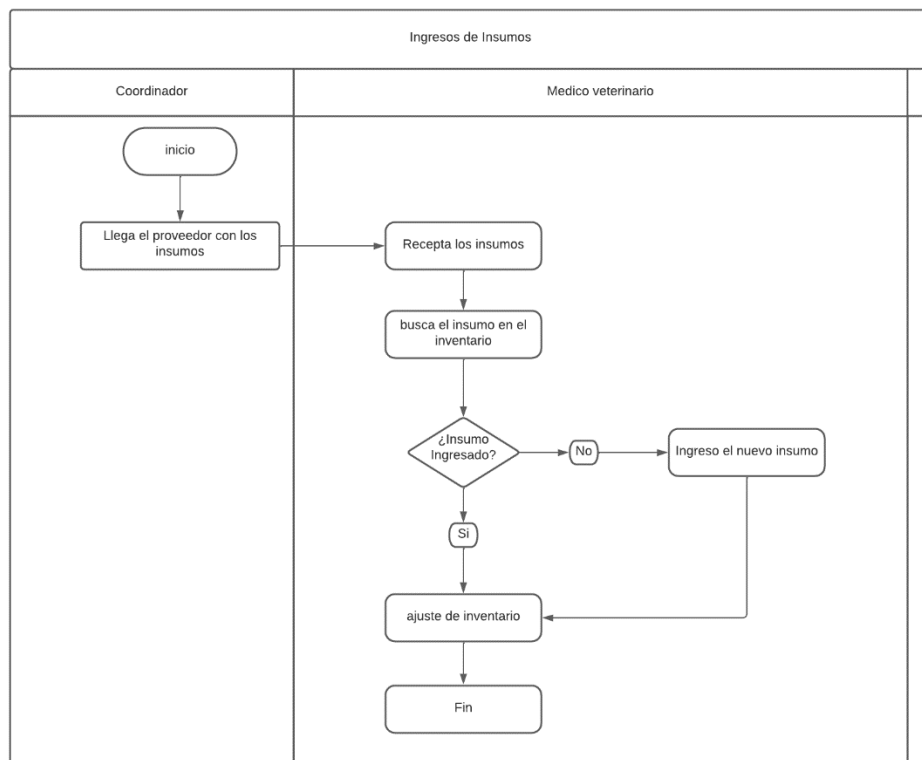 Ingresos de Insumos
Coordinador
Medico veterinario
inicio
Llega el proveedor con los
insumos
Recepta los insumos
busca el insumo en el
inventario
¿Insumo
Ingresado?
No
Ingreso el nuevo insumo
Si
ajuste de inventario
Fin